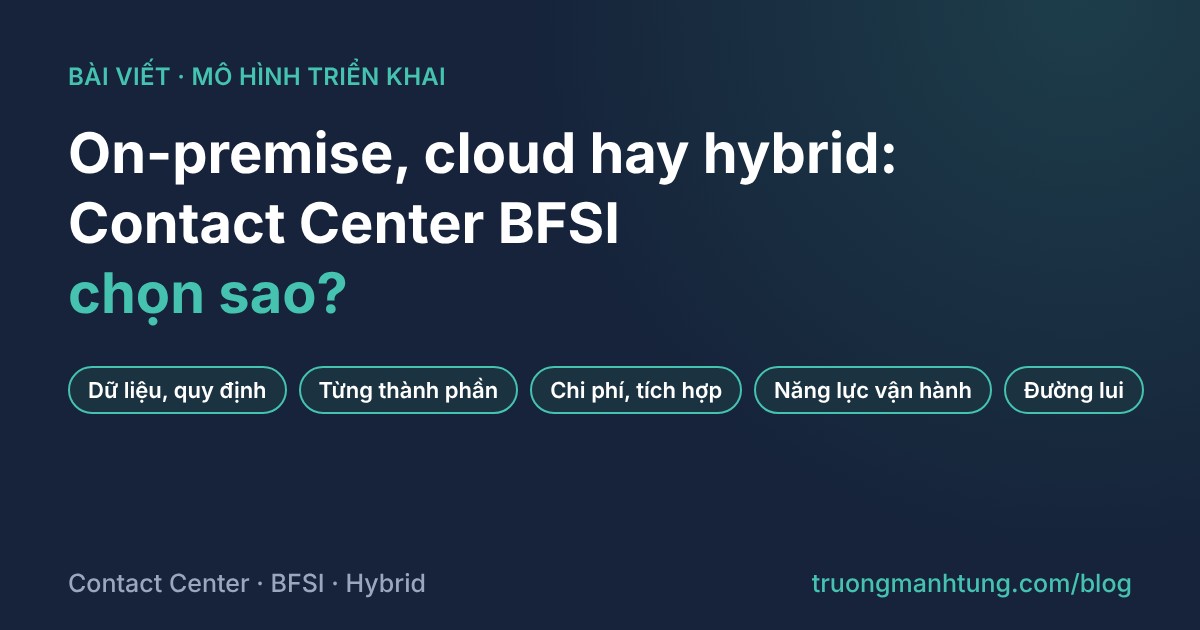 BÀI VIẾT · MÔ HÌNH TRIỂN KHAI
On-premise, cloud hay hybrid:
Contact Center BFSI
chọn sao?
Dữ liệu, quy định
Từng thành phần
Chi phí, tích hợp
Năng lực vận hành
Đường lui
Contact Center · BFSI · Hybrid
truongmanhtung.com/blog